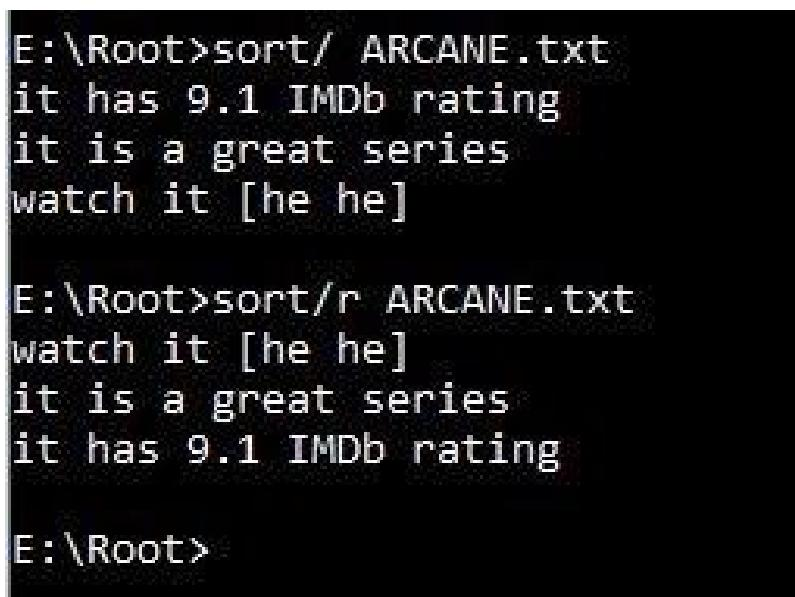 E:\Root>sort/ ARCANE.txt
it has 9.1 IMDb rating
it is a great series
watch it [he he]
E:\Root>sort/r ARCANE.txt
watch it [he he]
it is a great series
it has 9.1 IMDb rating
E:\Root>